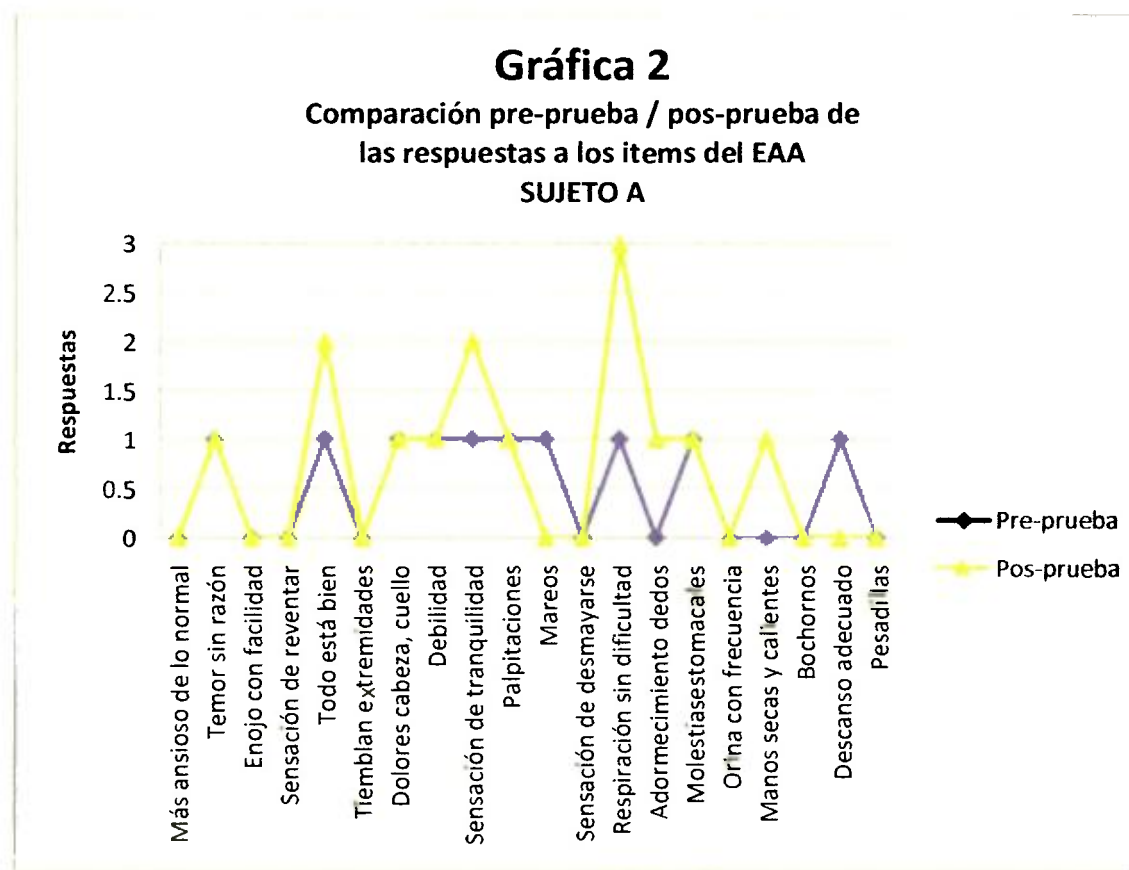 Gráfica 2
Comparación pre-prueba / pos-prueba de
las respuestas a los items del EAA
SUJETO A
Respuestas
3
2.5
2
1.5
1
0.5
0
Más ansioso de lo normal
Temor sin razón
Enojo con facilidad
Sensación de reventar
Todo está bien
Tiemblan extremidades
Dolores cabeza, cuello
Debilidad
Sensación de tranquilidad
Palpitaciones
Mareos
Sensación de desmayarse
Respiración sin dificultad
Adormecimiento dedos
Molestiasestomacales
Orina con frecuencia
Manos secas y calientes
Bochornos
Descanso adecuado
Pesadillas
Pre-prueba
Pos-prueba